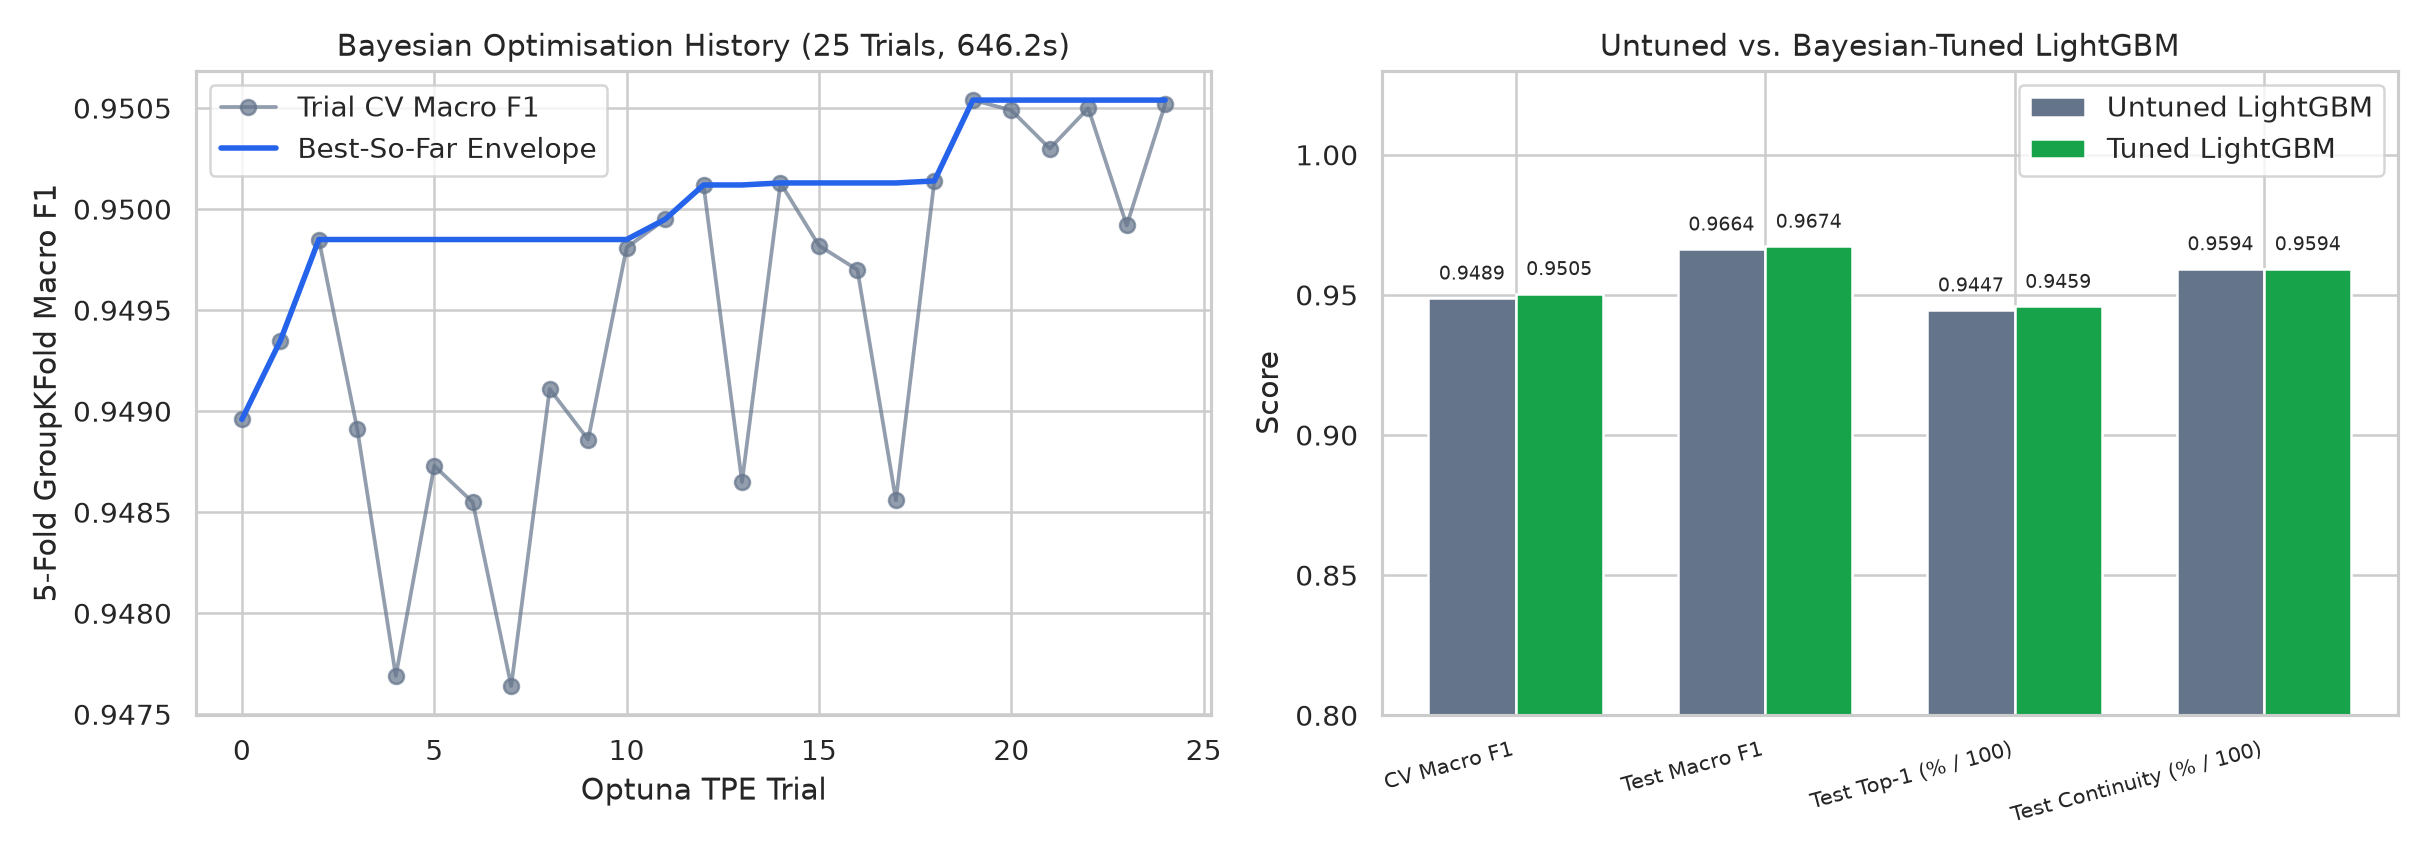 Bayesian Optimisation History (25 Trials, 646.2s)
Trial CV Macro F1
Best-So-Far Envelope
5-Fold GroupKFold Macro F1
0.9505
0.9500
0.9495
0.9490
0.9485
0.9480
0.9475
0
5
10
15
20
25
Optuna TPE Trial
Untuned vs. Bayesian-Tuned LightGBM
Untuned LightGBM
Tuned LightGBM
Score
1.00
0.95
0.90
0.85
0.80
0.9489
0.9505
0.9664
0.9674
0.9447
0.9459
0.9594
0.9594
CV Macro F1
Test Macro F1
Test Top-1 (% / 100)
Test Continuity (% / 100)